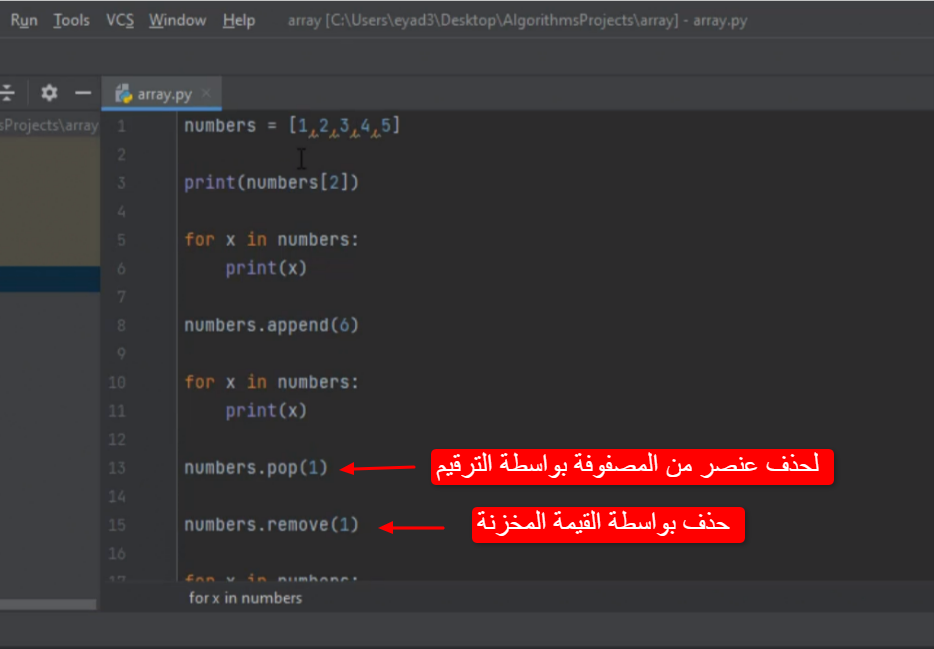 Run Tools VCS Window Help array [C:\Users\eyad3\Desktop\AlgorithmsProjects\array] - array.py
array.py
sProjects\array
1 numbers = [1,2,3,4,5]
2
3 print(numbers[2])
4
5 for x in numbers:
6 print(x)
7
8 numbers.append(6)
9
10 for x in numbers:
11 print(x)
12
13 numbers.pop(1) لحذف عنصر من المصفوفة بواسطة الترقيم
14
15 numbers.remove(1) حذف بواسطة القيمة المخزنة
16
17 for x in numbers:
for x in numbers